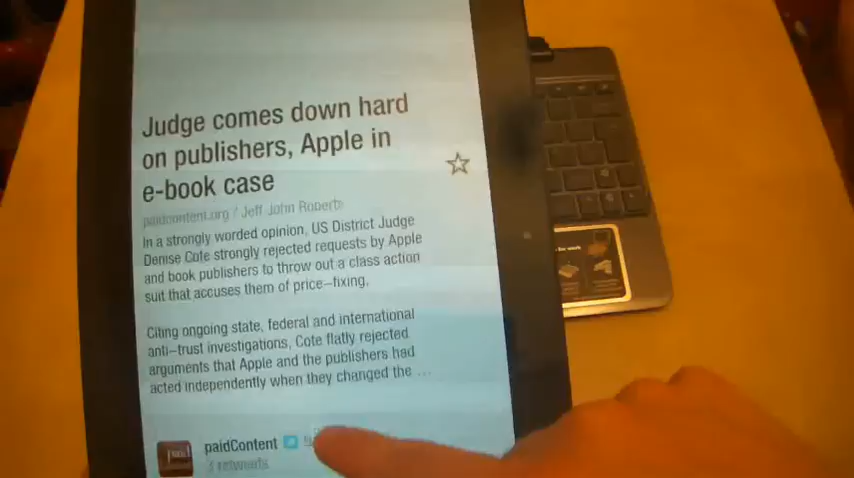 Judge comes down hard
on publishers, Apple in
e-book case
paidcontent.org / Jeff John Roberts
In a strongly worded opinion, US District Judge
Denise Cote strongly rejected requests by Apple
and book publishers to throw out a class action
suit that accuses them of price-fixing.
Citing ongoing state, federal and international
anti-trust investigations, Cote flatly rejected
arguments that Apple and the publishers had
acted independently when they changed the ...
paidContent
3 retweets